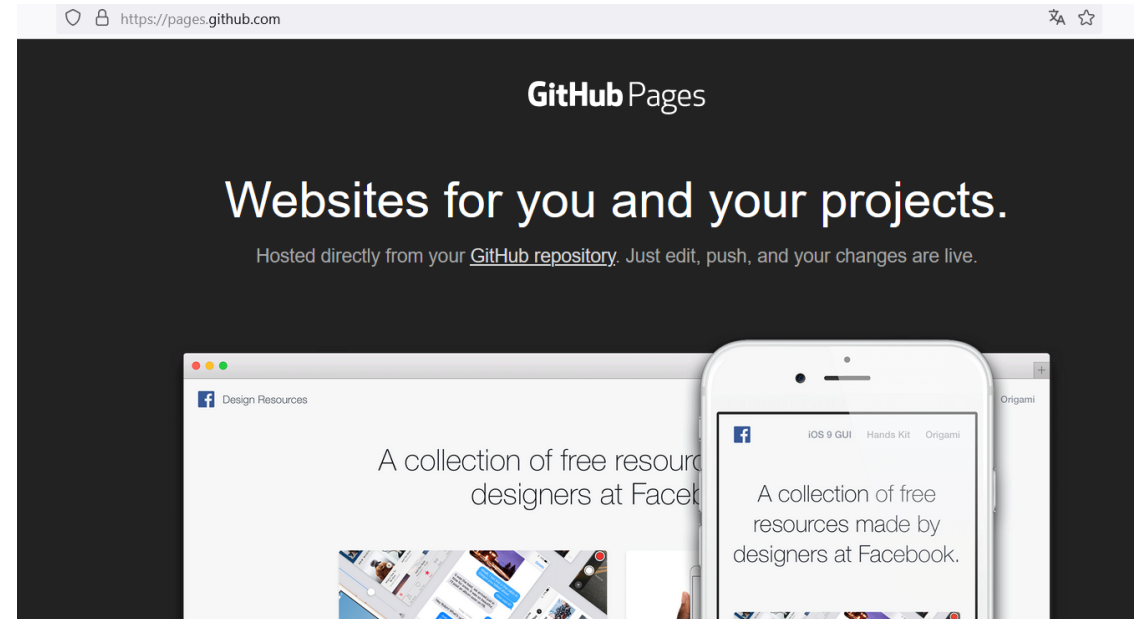 https://pages.github.com
GitHub Pages
Websites for you and your projects.
Hosted directly from your GitHub repository. Just edit, push, and your changes are live.
Design Resources
Origami
A collection of free resourc
designers at Faceb
iOS 9 GUI Hands Kit Origami
A collection of free
resources made by
designers at Facebook.